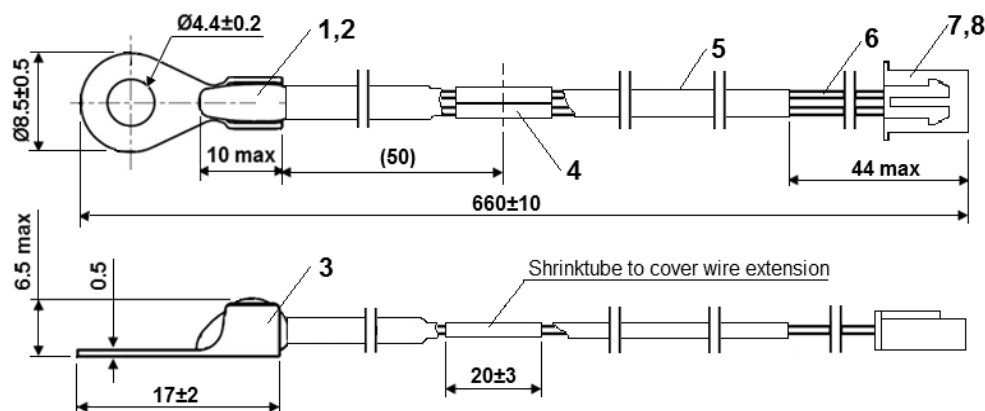 Ø4.4±0.2
1,2
5
6
7,8
Ø8.5±0.5
10 max
(50)
4
44 max
660±10
6.5 max
0.5
3
Shrinktube to cover wire extension
20±3
17±2